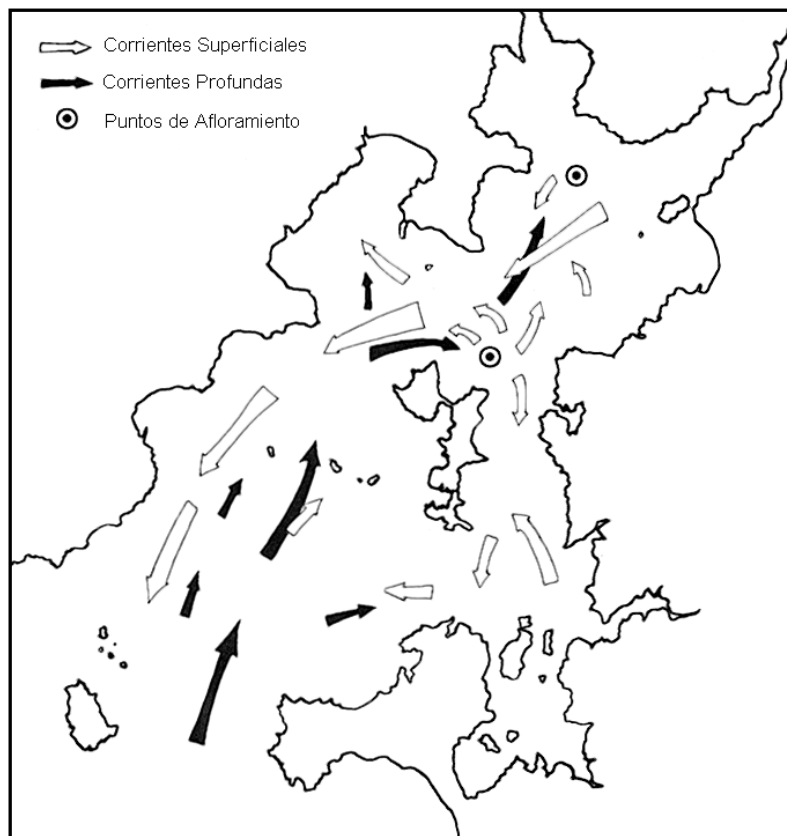 Corrientes Superficiales
Corrientes Profundas
Puntos de Afloramiento